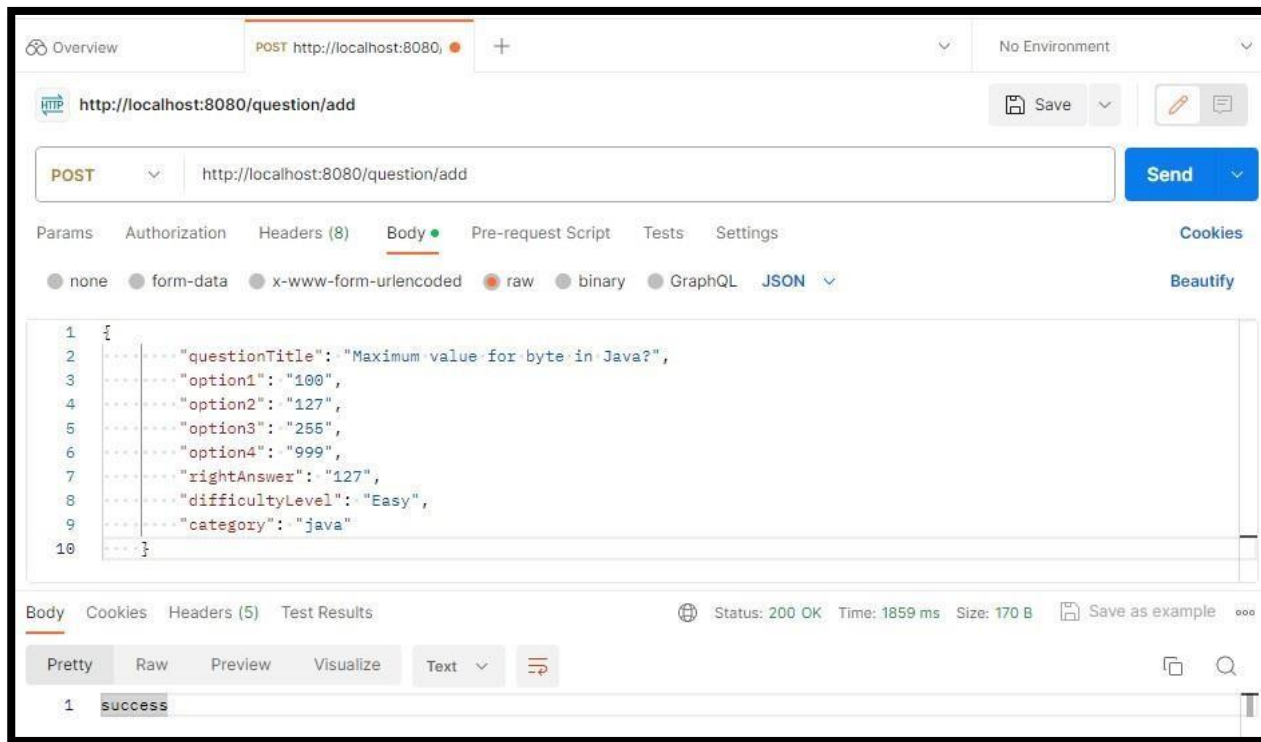 Overview POST http://localhost:8080/ No Environment
HTTP http://localhost:8080/question/add Save
POST http://localhost:8080/question/add Send
Params Authorization Headers (8) Body Pre-request Script Tests Settings Cookies
none form-data x-www-form-urlencoded raw binary GraphQL JSON Beautify
1 {
2 "questionTitle": "Maximum value for byte in Java?",
3 "option1": "100",
4 "option2": "127",
5 "option3": "255",
6 "option4": "999",
7 "rightAnswer": "127",
8 "difficultyLevel": "Easy",
9 "category": "java"
10 }
Body Cookies Headers (5) Test Results Status: 200 OK Time: 1859 ms Size: 170 B Save as example
Pretty Raw Preview Visualize Text
1 success